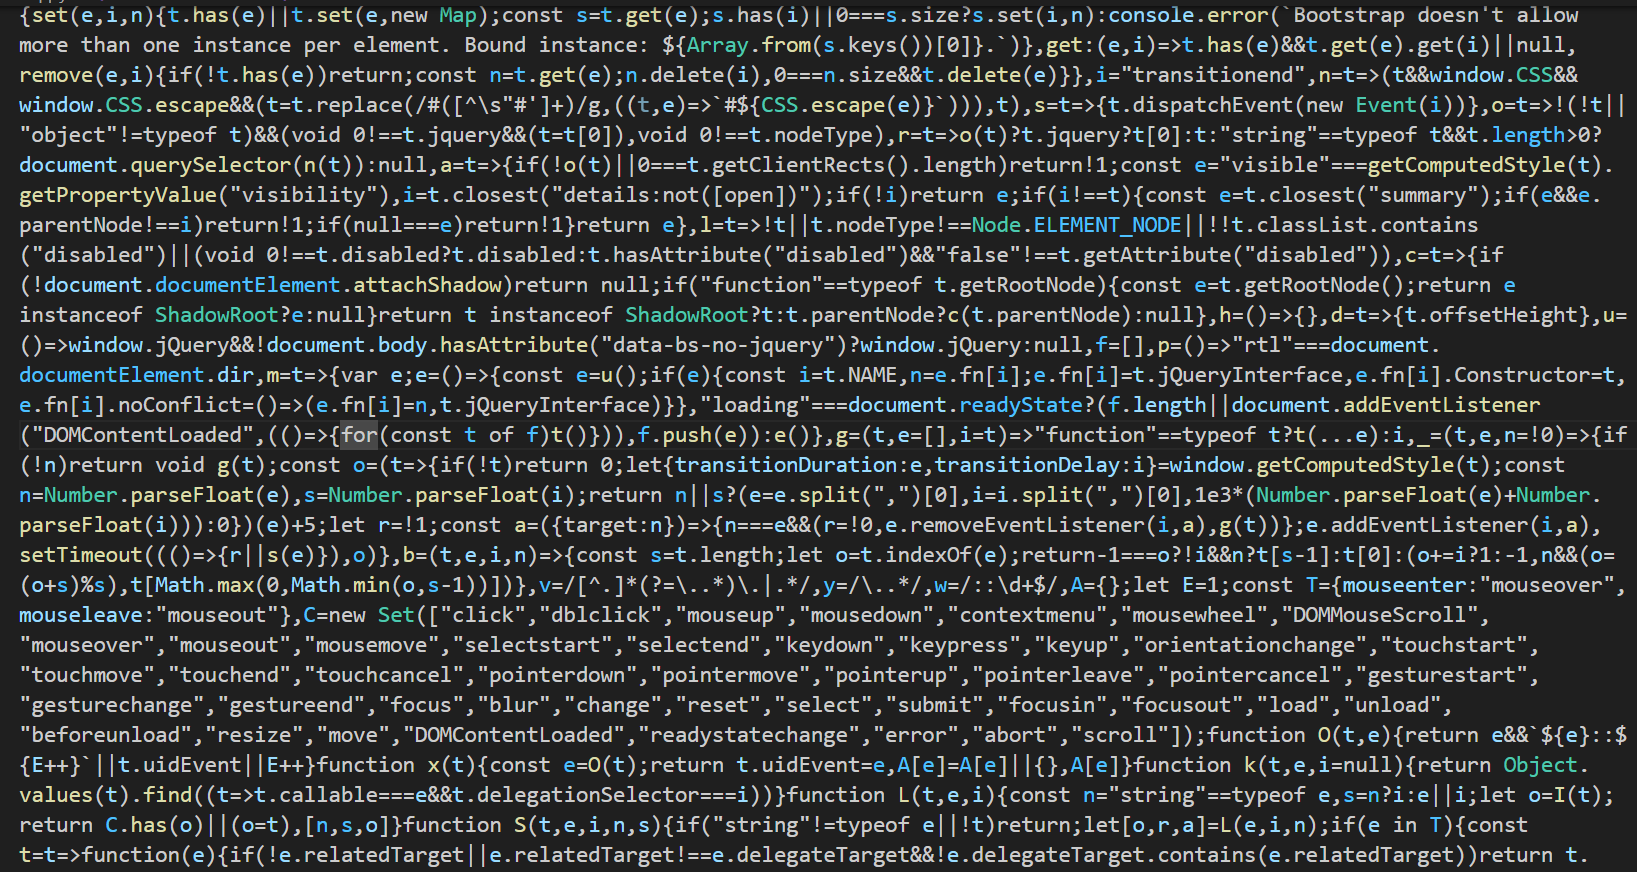 {set(e,i,n){t.has(e)||t.set(e,new Map);const s=t.get(e);s.has(i)||0===s.size?s.set(i,n):console.error(`Bootstrap doesn't allow
more than one instance per element. Bound instance: ${Array.from(s.keys())[0]}.`)},get:(e,i)=>t.has(e)&&t.get(e).get(i)||null,
remove(e,i){if(!t.has(e))return;const n=t.get(e);n.delete(i),0===n.size&&t.delete(e)}},i="transitionend",n=t=>(t&&window.CSS&&
window.CSS.escape&&(t=t.replace(/#([^\s"#']+)/g,((t,e)=>`#${CSS.escape(e)}`))),t),s=t=>{t.dispatchEvent(new Event(i))},o=t=>!(!t||
"object"!=typeof t)&&(void 0!==t.jquery&&(t=t[0]),void 0!==t.nodeType),r=t=>o(t)?t.jquery?t[0]:t:"string"==typeof t&&t.length>0?
document.querySelector(n(t)):null,a=t=>{if(!o(t)||0===t.getClientRects().length)return!1;const e="visible"===getComputedStyle(t).
getPropertyValue("visibility"),i=t.closest("details:not([open])");if(!i)return e;if(i!==t){const e=t.closest("summary");if(e&&e.
parentNode!==i)return!1;if(null===e)return!1}return e},l=t=>!t||t.nodeType!==Node.ELEMENT_NODE||!!t.classList.contains
("disabled")||(void 0!==t.disabled?t.disabled:t.hasAttribute("disabled")&&"false"!==t.getAttribute("disabled")),c=t=>{if
(!document.documentElement.attachShadow)return null;if("function"==typeof t.getRootNode){const e=t.getRootNode();return e
instanceof ShadowRoot?e:null}return t instanceof ShadowRoot?t:t.parentNode?c(t.parentNode):null},h=()=>{},d=t=>{t.offsetHeight},u=
()=>window.jQuery&&!document.body.hasAttribute("data-bs-no-jquery")?window.jQuery:null,f=[],p=()=>"rtl"===document.
documentElement.dir,m=t=>{var e;e=()=>{const e=u();if(e){const i=t.NAME,n=e.fn[i];e.fn[i]=t.jQueryInterface,e.fn[i].Constructor=t,
e.fn[i].noConflict=()=>(e.fn[i]=n,t.jQueryInterface)}},"loading"===document.readyState?(f.length||document.addEventListener
("DOMContentLoaded",(()=>{for(const t of f)t()})),f.push(e)):e()},g=(t,e=[],i=t)=>"function"==typeof t?t(...e):i,_=(t,e,n=!0)=>{if
(!n)return void g(t);const o=(t=>{if(!t)return 0;let{transitionDuration:e,transitionDelay:i}=window.getComputedStyle(t);const
n=Number.parseFloat(e),s=Number.parseFloat(i);return n||s?(e=e.split(",")[0],i=i.split(",")[0],1e3*(Number.parseFloat(e)+Number.
parseFloat(i))):0})(e)+5;let r=!1;const a=({target:n})=>{n===e&&(r=!0,e.removeEventListener(i,a),g(t))};e.addEventListener(i,a),
setTimeout((()=>{r||s(e)}),o)},b=(t,e,i,n)=>{const s=t.length;let o=t.indexOf(e);return-1===o?!i&&n?t[s-1]:t[0]:(o+=i?1:-1,n&&(o=
(o+s)%s),t[Math.max(0,Math.min(o,s-1))])},v=/[^.]*(?=\..*)\.|.*/,y=/\..*/,w=/::\d+$/,A={};let E=1;const T={mouseenter:"mouseover",
mouseleave:"mouseout"},C=new Set(["click","dblclick","mouseup","mousedown","contextmenu","mousewheel","DOMMouseScroll",
"mouseover","mouseout","mousemove","selectstart","selectend","keydown","keypress","keyup","orientationchange","touchstart",
"touchmove","touchend","touchcancel","pointerdown","pointermove","pointerup","pointerleave","pointercancel","gesturestart",
"gesturechange","gestureend","focus","blur","change","reset","select","submit","focusin","focusout","load","unload",
"beforeunload","resize","move","DOMContentLoaded","readystatechange","error","abort","scroll"]);function O(t,e){return e&&`${e}::$
{E++}`||t.uidEvent||E++}function x(t){const e=O(t);return t.uidEvent=e,A[e]=A[e]||{},A[e]}function k(t,e,i=null){return Object.
values(t).find((t=>t.callable===e&&t.delegationSelector===i))}function L(t,e,i){const n="string"==typeof e,s=n?i:e||i;let o=I(t);
return C.has(o)||(o=t),[n,s,o]}function S(t,e,i,n,s){if("string"!=typeof e||!t)return;let[o,r,a]=L(e,i,n);if(e in T){const
t=t=>function(e){if(!e.relatedTarget||e.relatedTarget!==e.delegateTarget&&!e.delegateTarget.contains(e.relatedTarget))return t.